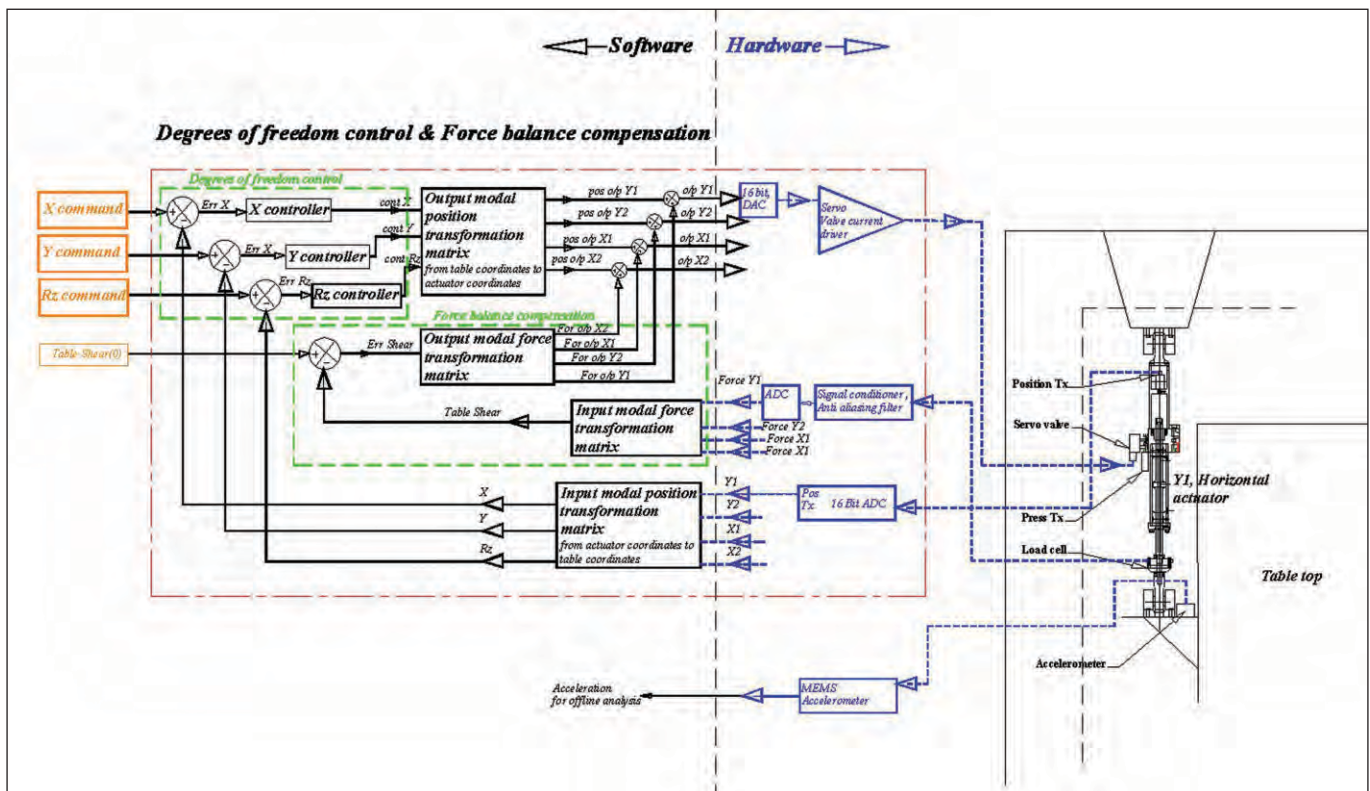 Software
Hardware
Degrees of freedom control & Force balance compensation
Degrees of freedom control
X command
Err X
X controller
cont X
Y command
Err X
Y controller
cont Y
Rz command
Err Rz
Rz controller
cont Rz
Output modal
position
transformation
matrix
from table coordinates to
actuator coordinates
pos o/p Y1
pos o/p Y2
pos o/p X1
pos o/p X2
o/p Y1
o/p Y2
o/p X1
o/p X2
16 bit,
DAC
Servo
Valve current
driver
Force balance compensation
Table-Shear(0)
Err Shear
Output modal force
transformation
matrix
For o/p X2
For o/p X1
For o/p Y2
For o/p Y1
Table Shear
Input modal force
transformation
matrix
Force Y1
Force Y2
Force X1
Force X1
ADC
Signal conditioner ,
Anti aliasing filter
X
Y
Rz
Input modal position
transformation
matrix
from actuator coordinates to
table coordinates
Y1
Y2
X1
X2
Pos
Tx
16 Bit ADC
Acceleration
for offline analysis
MEMS
Accelerometer
Position Tx
Servo valve
Press Tx
Y1, Horizontal
actuator
Load cell
Table top
Accelerometer